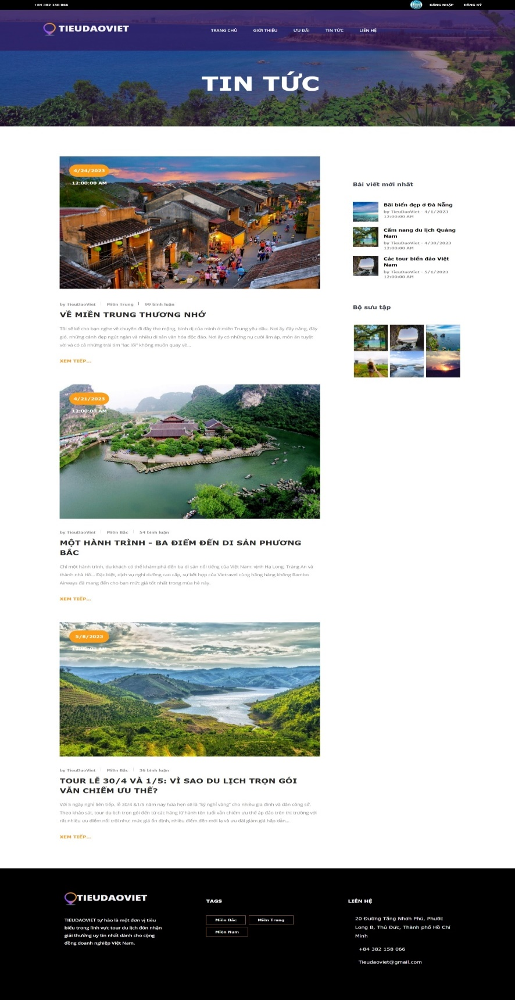 +84 382 158 066
ĐĂNG NHẬP
ĐĂNG KÝ
TIEUDAOVIET
TRANG CHỦ
GIỚI THIỆU
ƯU ĐÃI
TIN TỨC
LIÊN HỆ
TIN TỨC
4/24/2023
12:00:00 AM
by TieuDaoViet
Miền Trung
99 bình luận
VỀ MIỀN TRUNG THƯƠNG NHỚ
Tôi sẽ kể cho bạn nghe về chuyến đi đầy thơ mộng, bình dị của mình ở miền Trung yêu dấu. Nơi ấy đầy nắng, đầy
gió, những cảnh đẹp ngút ngàn và nhiều di sản văn hóa độc đáo. Nơi ấy có những nụ cười ấm áp, món ăn tuyệt
vời và có cả những trái tim "lạc lối" không muốn quay về...
XEM TIẾP...
4/21/2023
12:00:00 AM
by TieuDaoViet
Miền Bắc
54 bình luận
MỘT HÀNH TRÌNH - BA ĐIỂM ĐẾN DI SẢN PHƯƠNG
BẮC
Chỉ một hành trình, du khách có thể khám phá đến ba di sản nổi tiếng của Việt Nam: vịnh Hạ Long, Tràng An và
thành nhà Hồ... Đặc biệt, dịch vụ nghỉ dưỡng cao cấp, sự kết hợp của Vietravel cùng hãng hàng không Bambo
Airways đã mang đến cho bạn mức giá tốt nhất trong mùa hè này.
XEM TIẾP...
5/8/2023
12:00:00 AM
by TieuDaoViet
Miền Bắc
36 bình luận
TOUR LỄ 30/4 VÀ 1/5: VÌ SAO DU LỊCH TRỌN GÓI
VẪN CHIẾM ƯU THẾ?
Với 5 ngày nghỉ liên tiếp, lễ 30/4 &1/5 năm nay hứa hẹn sẽ là "kỳ nghỉ vàng" cho nhiều gia đình và dân công sở.
Theo khảo sát, tour du lịch trọn gói đến từ các hãng lữ hành tên tuổi vẫn chiếm ưu thế áp đảo trên thị trường với
rất nhiều ưu điểm nổi trội như: mức giá ổn định, nhiều điểm đến mới lạ và ưu đãi giảm giá hấp dẫn...
XEM TIẾP...
Bài viết mới nhất
Bãi biển đẹp ở Đà Nẵng
by TieuDaoViet - 4/1/2023
12:00:00 AM
Cẩm nang du lịch Quảng
Nam
by TieuDaoViet - 4/30/2023
12:00:00 AM
Các tour biển đảo Việt
Nam
by TieuDaoViet - 5/1/2023
12:00:00 AM
Bộ sưu tập
TIEUDAOVIET
TIEUDAOVIET tự hào là một đơn vị tiêu
biểu trong lĩnh vực tour du lịch đón nhận
giải thưởng uy tín nhất dành cho cộng
đồng doanh nghiệp Việt Nam.
TAGS
Miền Bắc
Miền Trung
Miền Nam
LIÊN HỆ
20 Đường Tăng Nhơn Phú, Phước
Long B, Thủ Đức, Thành phố Hồ Chí
Minh
+84 382 158 066
Tieudaoviet@gmail.com